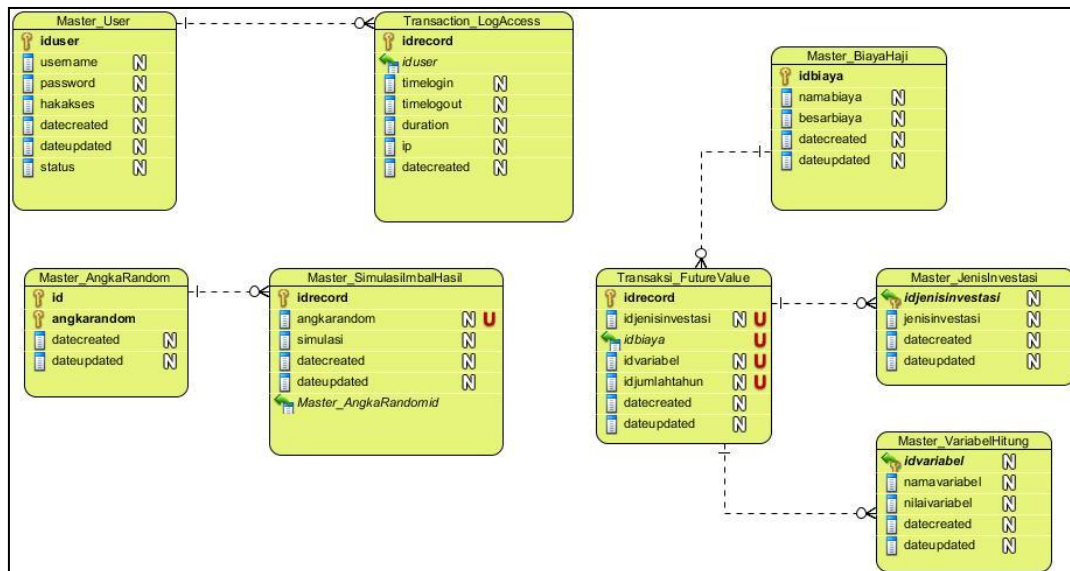 Master_User
iduser
username N
password N
hakakses N
datecreated N
dateupdated N
status N
Transaction_LogAccess
idrecord
iduser
timelogin N
timelogout N
duration N
ip N
datecreated N
Master_BiayaHaji
idbiaya
namabiaya N
besarbiaya N
datecreated N
dateupdated N
Master_AngkaRandom
id
angkarandom
datecreated N
dateupdated N
Master_SimulasiImbalHasil
idrecord
angkarandom N U
simulasi N
datecreated N
dateupdated N
Master_AngkaRandomid
Transaksi_FutureValue
idrecord
idjenisinvestasi N U
idbiaya U
idvariabel N U
idjumlahtahun N U
datecreated N
dateupdated N
Master_JenisInvestasi
idjenisinvestasi N
jenisinvestasi N
datecreated N
dateupdated N
Master_VariabelHitung
idvariabel N
namavariabel N
nilaivariabel N
datecreated N
dateupdated N